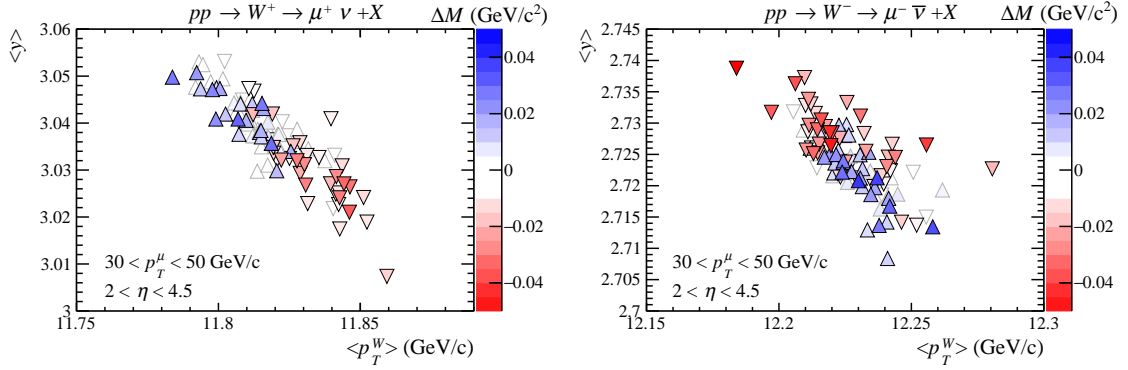 pp → W⁺ → μ⁺ ν +X
ΔM (GeV/c²)
<y>
3.06
3.05
3.04
3.03
3.02
3.01
3
11.75
11.8
11.85
<p_T^W> (GeV/c)
30 < p_T^μ < 50 GeV/c
2 < η < 4.5
0.04
0.02
0
−0.02
−0.04
pp → W⁻ → μ⁻ ν̅ +X
ΔM (GeV/c²)
<y>
2.745
2.74
2.735
2.73
2.725
2.72
2.715
2.71
2.705
2.7
12.15
12.2
12.25
12.3
<p_T^W> (GeV/c)
30 < p_T^μ < 50 GeV/c
2 < η < 4.5
0.04
0.02
0
−0.02
−0.04